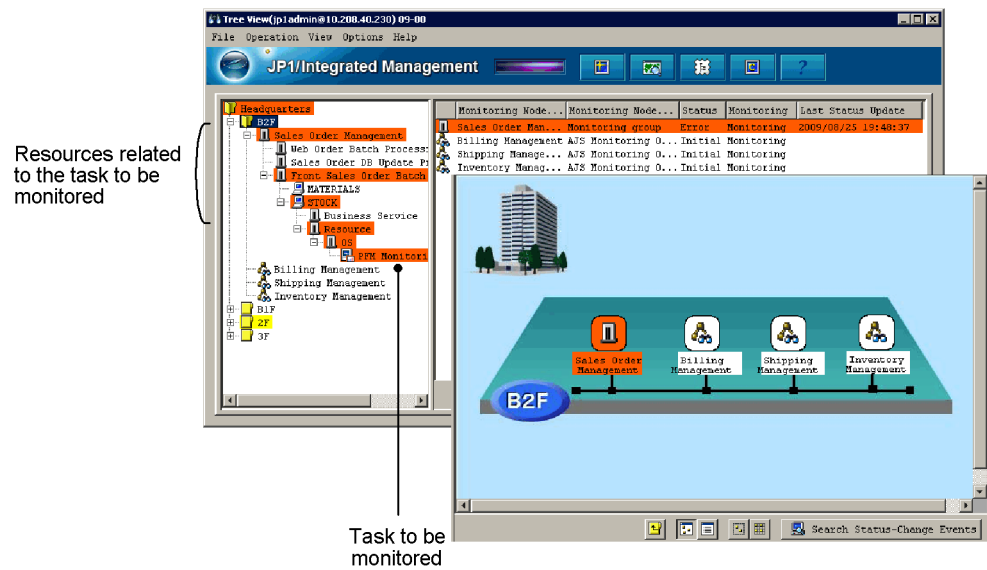 Tree View(jp1admin@10.208.40.230) 09-00
File Operation View Options Help
JP1/Integrated Management
?
Headquarters
B2F
Sales Order Management
Web Order Batch Process
Sales Order DB Update P
Front Sales Order Batch
MATERIALS
STOCK
Business Service
Resource
OS
PFM Monitori
Billing Management
Shipping Management
Inventory Management
B1F
2F
3F
Monitoring Node... Monitoring Node... Status Monitoring Last Status Update
Sales Order Man... Monitoring group Error Monitoring 2009/08/25 19:48:37
Billing Management AJS Monitoring O... Initial Monitoring
Shipping Manage... AJS Monitoring O... Initial Monitoring
Inventory Manag... AJS Monitoring O... Initial Monitoring
Resources related
to the task to be
monitored
Sales Order
Management
Billing
Management
Shipping
Management
Inventory
Management
B2F
Search Status-Change Events
Task to be
monitored